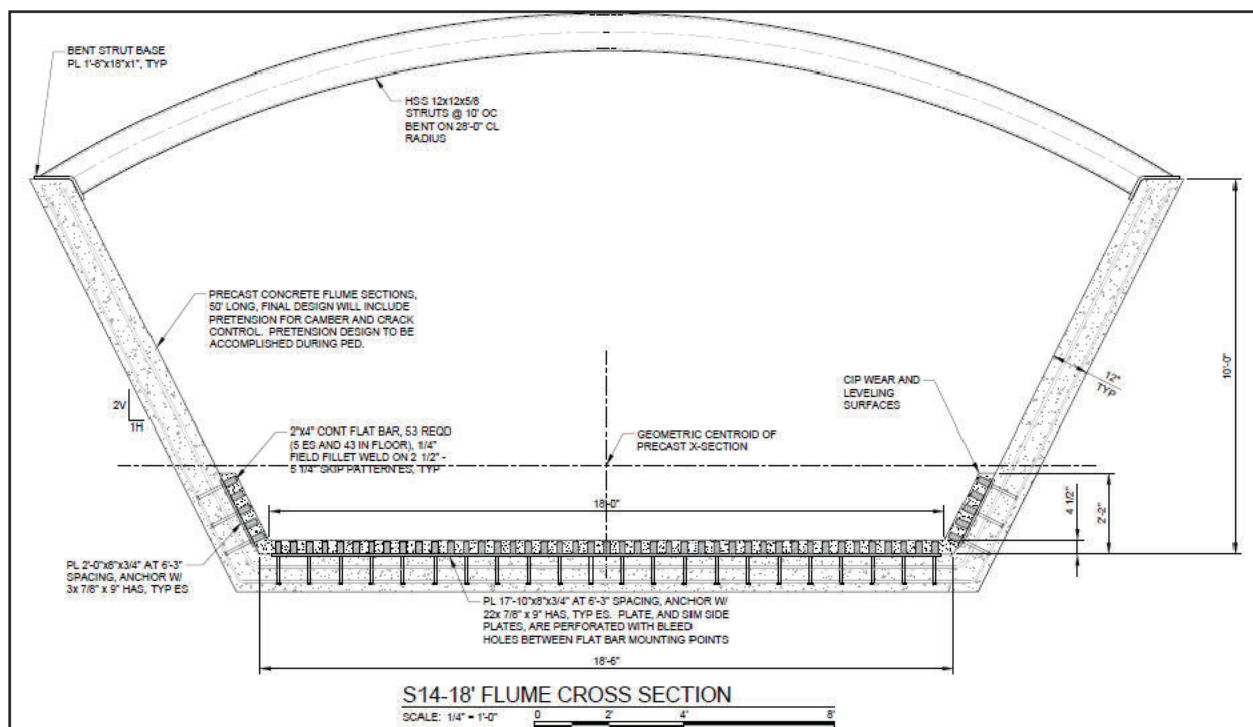 BENT STRUT BASE
PL 1'-8"x18"x1", TYP
HSS 12x12x5/8
STRUTS @ 10' OC
BENT ON 28'-0" CL
RADIUS
PRECAST CONCRETE FLUME SECTIONS,
50' LONG, FINAL DESIGN WILL INCLUDE
PRETENSION FOR CAMBER AND CRACK
CONTROL. PRETENSION DESIGN TO BE
ACCOMPLISHED DURING PED.
12"
TYP
10'-0"
CIP WEAR AND
LEVELING
SURFACES
2V
1H
2"X4" CONT FLAT BAR, 53 REQD
(5 ES AND 43 IN FLOOR), 1/4"
FIELD FILLET WELD ON 2 1/2" -
5 1/4" SKIP PATTERN ES, TYP
GEOMETRIC CENTROID OF
PRECAST X-SECTION
18'-0"
4 1/2"
2'-2"
PL 2'-0"x8"x3/4" AT 6'-3"
SPACING, ANCHOR W/
3x 7/8" x 9" HAS, TYP ES
PL 17'-10"x8"x3/4" AT 6'-3" SPACING, ANCHOR W/
22x 7/8" x 9" HAS, TYP ES. PLATE, AND SIM SIDE
PLATES, ARE PERFORATED WITH BLEED
HOLES BETWEEN FLAT BAR MOUNTING POINTS
18'-6"
S14-18' FLUME CROSS SECTION
SCALE: 1/4" = 1'-0"
0 2' 4' 8'